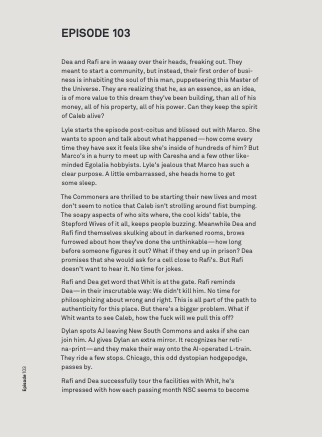 EPISODE 103
Dea and Rafi are in waaay over their heads, freaking out. They
meant to start a community, but instead, their first order of busi-
ness is inhabiting the soul of this man, puppeteering this Master of
the Universe. They are realizing that he, as an essence, as an idea,
is of more value to this dream they've been building, than all of his
money, all of his property, all of his power. Can they keep the spirit
of Caleb alive?
Lyle starts the episode post-coitus and blissed out with Marco. She
wants to spoon and talk about what happened—how come every
time they have sex it feels like she's inside of hundreds of him? But
Marco's in a hurry to meet up with Caresha and a few other like-
minded Egolalia hobbyists. Lyle's jealous that Marco has such a
clear purpose. A little embarrassed, she heads home to get
some sleep.
The Commoners are thrilled to be starting their new lives and most
don't seem to notice that Caleb isn't strolling around fist bumping.
The soapy aspects of who sits where, the cool kids' table, the
Stepford Wives of it all, keeps people buzzing. Meanwhile Dea and
Rafi find themselves skulking about in darkened rooms, broies
furrowed about how they've done the unthinkable—how long
before someone figures it out? What if they end up in prison? Dea
promises that she would ask for a cell close to Rafi's. But Rafi
doesn't want to hear it. No time for jokes.
Rafi and Dea get word that Whit is at the gate. Rafi reminds
Dea—in their inscrutable way: We didn't kill him. No time for
philosophizing about wrong and right. This is all part of the path to
authenticity for this place. But there's a bigger problem. What if
Whit wants to see Caleb, how the fuck will we pull this off?
Dylan spots AJ leaving New South Commons and asks if she can
join him. AJ gives Dylan an extra mirror. It recognizes her reti-
na-print—and they make their way onto the AI-operated L-train.
They ride a few stops. Chicago, this odd dystopian hodgepodge,
passes by.
Rafi and Dea successfully tour the facilities with Whit, he's
impressed with how each passing month NSC seems to become
Episode 103